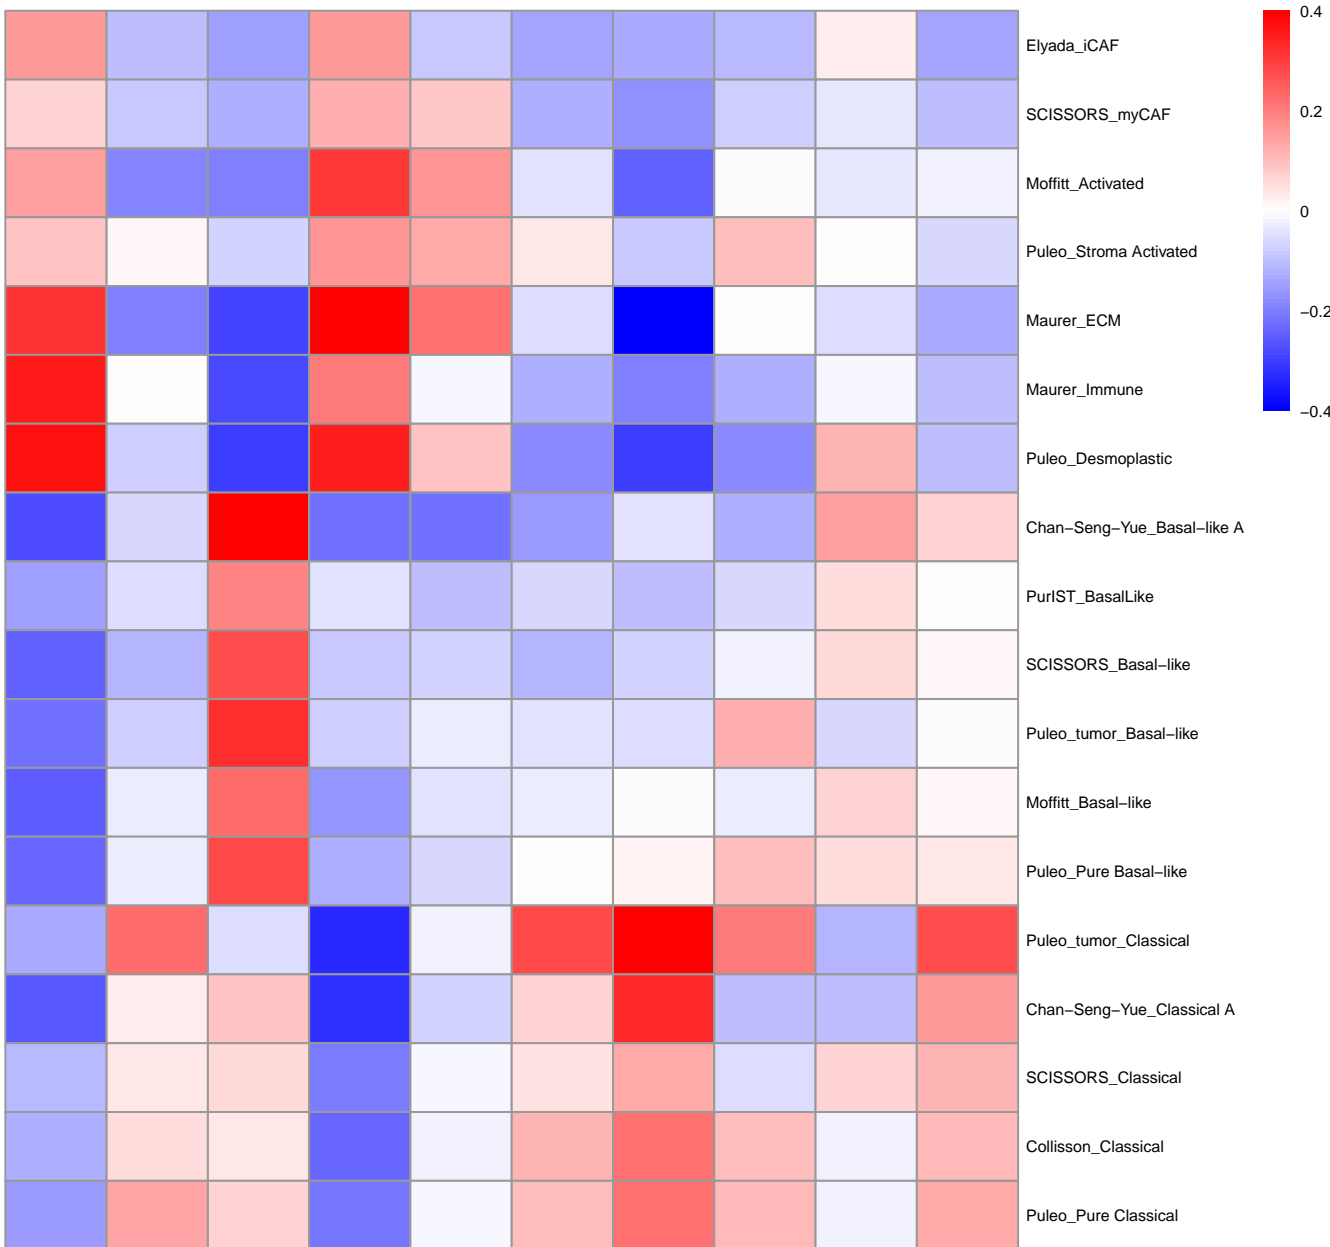 Elyada_iCAF
SCISSORS_myCAF
Moffitt_Activated
Puleo_Stroma Activated
Maurer_ECM
Maurer_Immune
Puleo_Desmoplastic
Chan−Seng−Yue_Basal−like A
PurIST_BasalLike
SCISSORS_Basal−like
Puleo_tumor_Basal−like
Moffitt_Basal−like
Puleo_Pure Basal−like
Puleo_tumor_Classical
Chan−Seng−Yue_Classical A
SCISSORS_Classical
Collisson_Classical
Puleo_Pure Classical
0.4
0.2
0
−0.2
−0.4